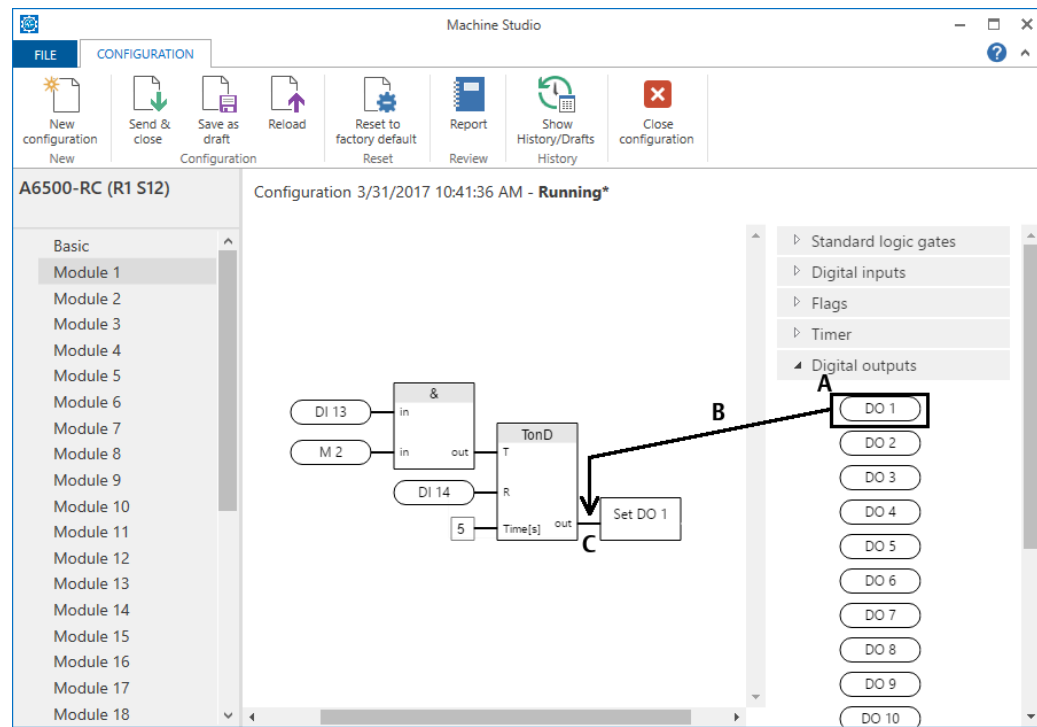 Machine Studio
FILE CONFIGURATION
New configuration
Send & close
Save as draft
Reload
Reset to factory default
Report
Show History/Drafts
Close configuration
New
Configuration
Reset
Review
History
A6500-RC (R1 S12)
Configuration 3/31/2017 10:41:36 AM - Running*
Basic
Module 1
Module 2
Module 3
Module 4
Module 5
Module 6
Module 7
Module 8
Module 9
Module 10
Module 11
Module 12
Module 13
Module 14
Module 15
Module 16
Module 17
Module 18
&
DI 13
in
M 2
in
out
TonD
T
DI 14
R
5
Time[s]
out
Set DO 1
C
B
A
Standard logic gates
Digital inputs
Flags
Timer
Digital outputs
DO 1
DO 2
DO 3
DO 4
DO 5
DO 6
DO 7
DO 8
DO 9
DO 10